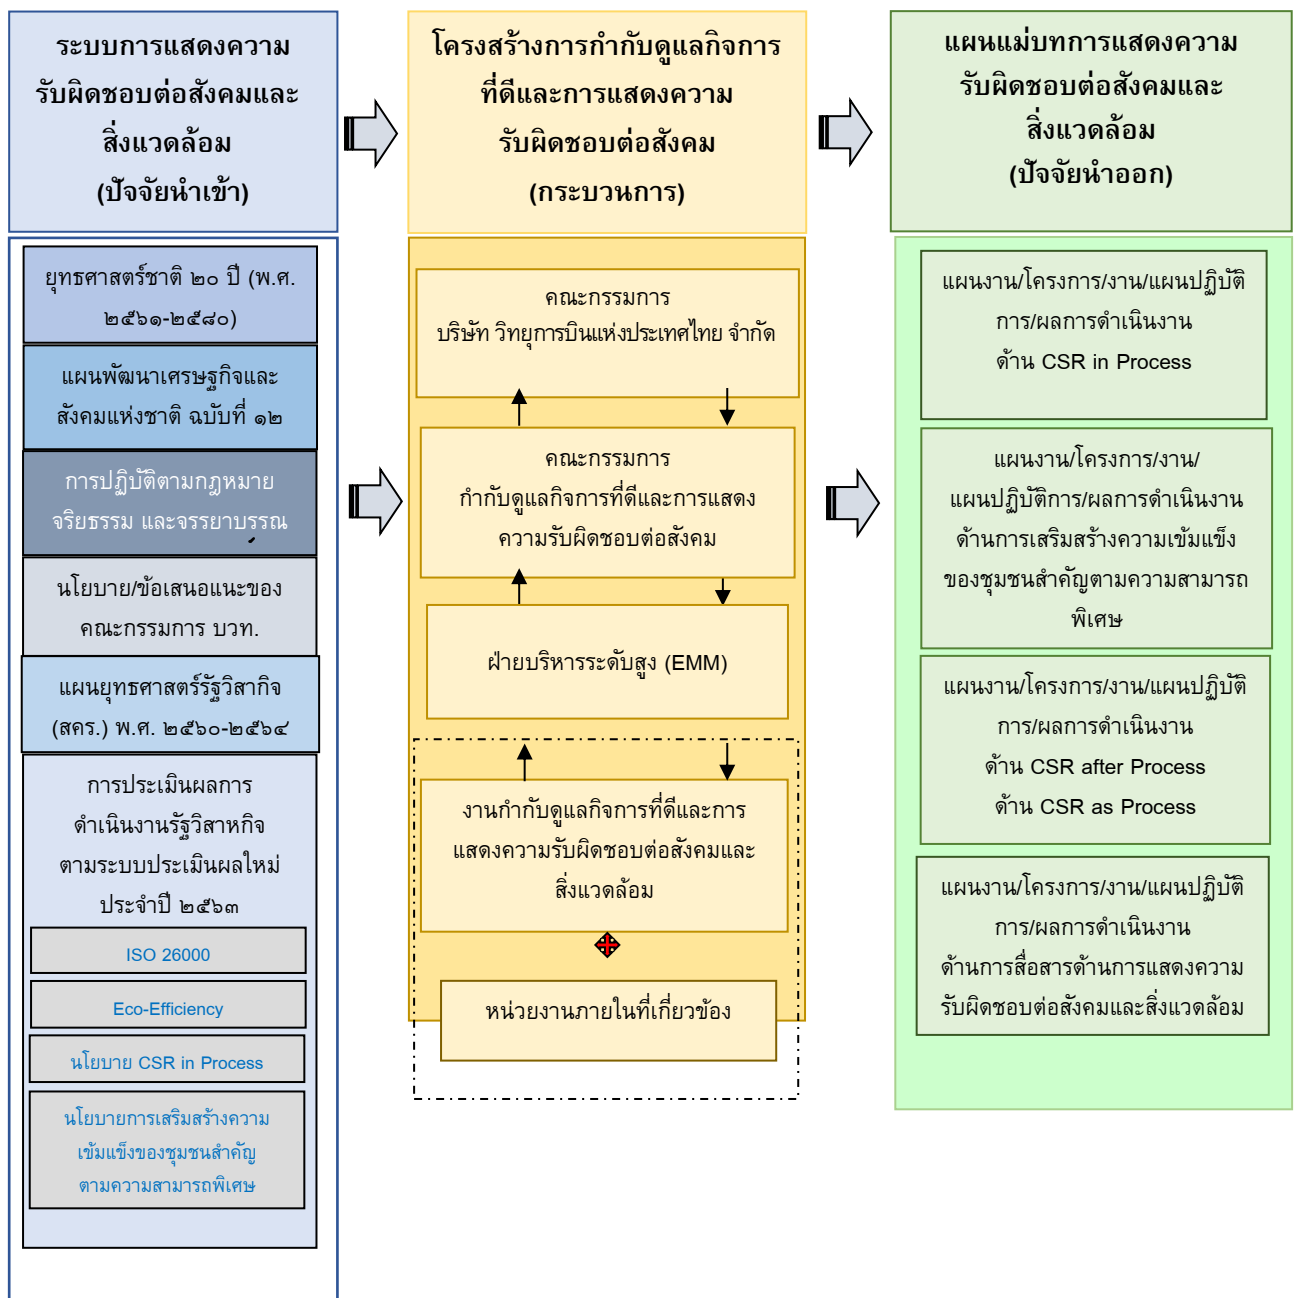 ระบบการแสดงความ
รับผิดชอบต่อสังคมและ
สิ่งแวดล้อม
(ปัจจัยนำเข้า)
โครงสร้างการกำกับดูแลกิจการ
ที่ดีและการแสดงความ
รับผิดชอบต่อสังคม
(กระบวนการ)
แผนแม่บทการแสดงความ
รับผิดชอบต่อสังคมและ
สิ่งแวดล้อม
(ปัจจัยนำออก)
ยุทธศาสตร์ชาติ ๒๐ ปี (พ.ศ.
๒๕๖๑-๒๕๘๐)
แผนพัฒนาเศรษฐกิจและ
สังคมแห่งชาติ ฉบับที่ ๑๒
การปฏิบัติตามกฎหมาย
จริยธรรม และจรรยาบรรณ
นโยบาย/ข้อเสนอแนะของ
คณะกรรมการ บวท.
แผนยุทธศาสตร์รัฐวิสากิจ
(สคร.) พ.ศ. ๒๕๖๐-๒๕๖๔
การประเมินผลการ
ดำเนินงานรัฐวิสาหกิจ
ตามระบบประเมินผลใหม่
ประจำปี ๒๕๖๓
ISO 26000
Eco-Efficiency
นโยบาย CSR in Process
นโยบายการเสริมสร้างความ
เข้มแข็งของชุมชนสำคัญ
ตามความสามารถพิเศษ
คณะกรรมการ
บริษัท วิทยุการบินแห่งประเทศไทย จำกัด
คณะกรรมการ
กำกับดูแลกิจการที่ดีและการแสดง
ความรับผิดชอบต่อสังคม
ฝ่ายบริหารระดับสูง (EMM)
งานกำกับดูแลกิจการที่ดีและการ
แสดงความรับผิดชอบต่อสังคมและ
สิ่งแวดล้อม
หน่วยงานภายในที่เกี่ยวข้อง
แผนงาน/โครงการ/งาน/แผนปฏิบัติ
การ/ผลการดำเนินงาน
ด้าน CSR in Process
แผนงาน/โครงการ/งาน/
แผนปฏิบัติการ/ผลการดำเนินงาน
ด้านการเสริมสร้างความเข้มแข็ง
ของชุมชนสำคัญตามความสามารถ
พิเศษ
แผนงาน/โครงการ/งาน/แผนปฏิบัติ
การ/ผลการดำเนินงาน
ด้าน CSR after Process
ด้าน CSR as Process
แผนงาน/โครงการ/งาน/แผนปฏิบัติ
การ/ผลการดำเนินงาน
ด้านการสื่อสารด้านการแสดงความ
รับผิดชอบต่อสังคมและสิ่งแวดล้อม